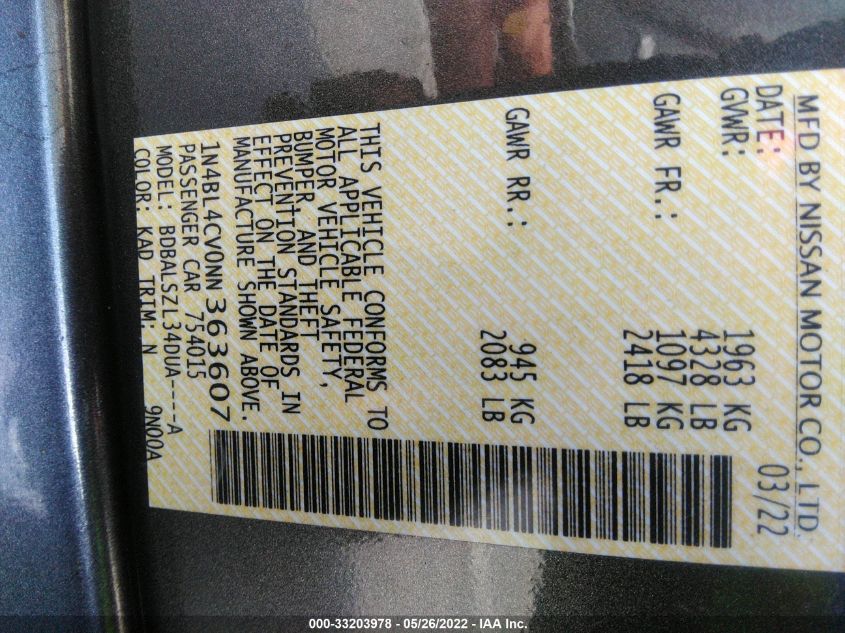 MFD BY NISSAN MOTOR CO., LTD.
DATE: 03/22
GVWR: 1963 KG
4328 LB
GAWR FR.: 1097 KG
2418 LB
GAWR RR.: 945 KG
2083 LB
THIS VEHICLE CONFORMS TO
ALL APPLICABLE FEDERAL
MOTOR VEHICLE SAFETY,
BUMPER, AND THEFT
PREVENTION STANDARDS IN
EFFECT ON THE DATE OF
MANUFACTURE SHOWN ABOVE.
1N4BL4CV0NN363607
PASSENGER CAR 754015
MODEL: BDBALSZL34DUA----A
COLOR: KAD TRIM: N 9N00A
000-33203978 - 05/26/2022 - IAA Inc.